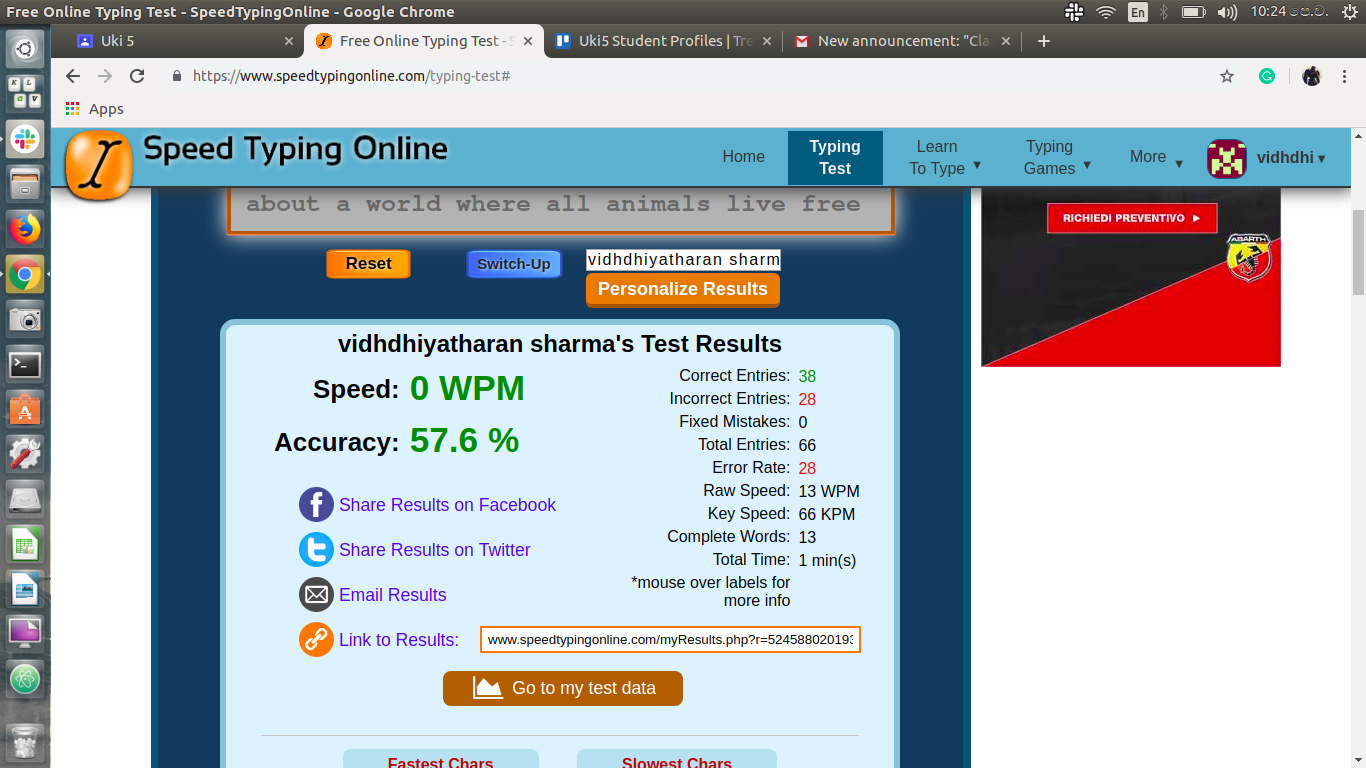 Free Online Typing Test - SpeedTypingOnline - Google Chrome
En
10:24 පෙ.ව.
Uki 5
Free Online Typing Test - S
Uki5 Student Profiles | Tre
New announcement: "Cla
https://www.speedtypingonline.com/typing-test#
Apps
Speed Typing Online
Home
Typing
Test
Learn
To Type
Typing
Games
More
vidhdhi
about a world where all animals live free
Reset
Switch-Up
vidhdhiyatharan sharm
Personalize Results
RICHIEDI PREVENTIVO
ABARTH
vidhdhiyatharan sharma's Test Results
Speed: 0 WPM
Accuracy: 57.6 %
Share Results on Facebook
Share Results on Twitter
Email Results
Link to Results: www.speedtypingonline.com/myResults.php?r=524588020193
Correct Entries: 38
Incorrect Entries: 28
Fixed Mistakes: 0
Total Entries: 66
Error Rate: 28
Raw Speed: 13 WPM
Key Speed: 66 KPM
Complete Words: 13
Total Time: 1 min(s)
*mouse over labels for
more info
Go to my test data
Fastest Chars
Slowest Chars